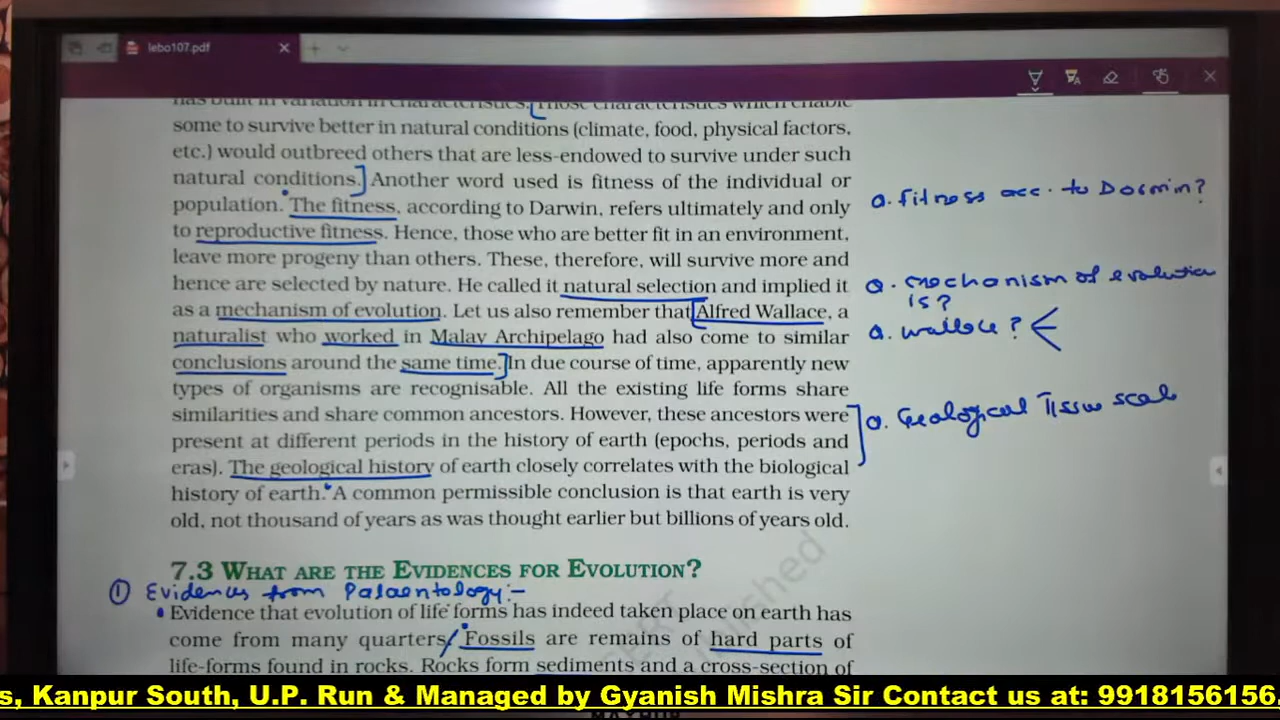 lebo107.pdf
has built in variation in characteristics. Those characteristics which enable
some to survive better in natural conditions (climate, food, physical factors,
etc.) would outbreed others that are less-endowed to survive under such
natural conditions. Another word used is fitness of the individual or
population. The fitness, according to Darwin, refers ultimately and only
to reproductive fitness. Hence, those who are better fit in an environment,
leave more progeny than others. These, therefore, will survive more and
hence are selected by nature. He called it natural selection and implied it
as a mechanism of evolution. Let us also remember that Alfred Wallace, a
naturalist who worked in Malay Archipelago had also come to similar
conclusions around the same time. In due course of time, apparently new
types of organisms are recognisable. All the existing life forms share
similarities and share common ancestors. However, these ancestors were
present at different periods in the history of earth (epochs, periods and
eras). The geological history of earth closely correlates with the biological
history of earth. A common permissible conclusion is that earth is very
old, not thousand of years as was thought earlier but billions of years old.
Q. Fitness acc. to Darwin?
Q. Mechanism of evolution
is?
Q. Wallace?
Q. Geological Time scale
7.3 WHAT ARE THE EVIDENCES FOR EVOLUTION?
① Evidences from Palaentology:-
Evidence that evolution of life forms has indeed taken place on earth has
come from many quarters/ Fossils are remains of hard parts of
life-forms found in rocks. Rocks form sediments and a cross-section of
s, Kanpur South, U.P. Run & Managed by Gyanish Mishra Sir Contact us at: 9918156156,